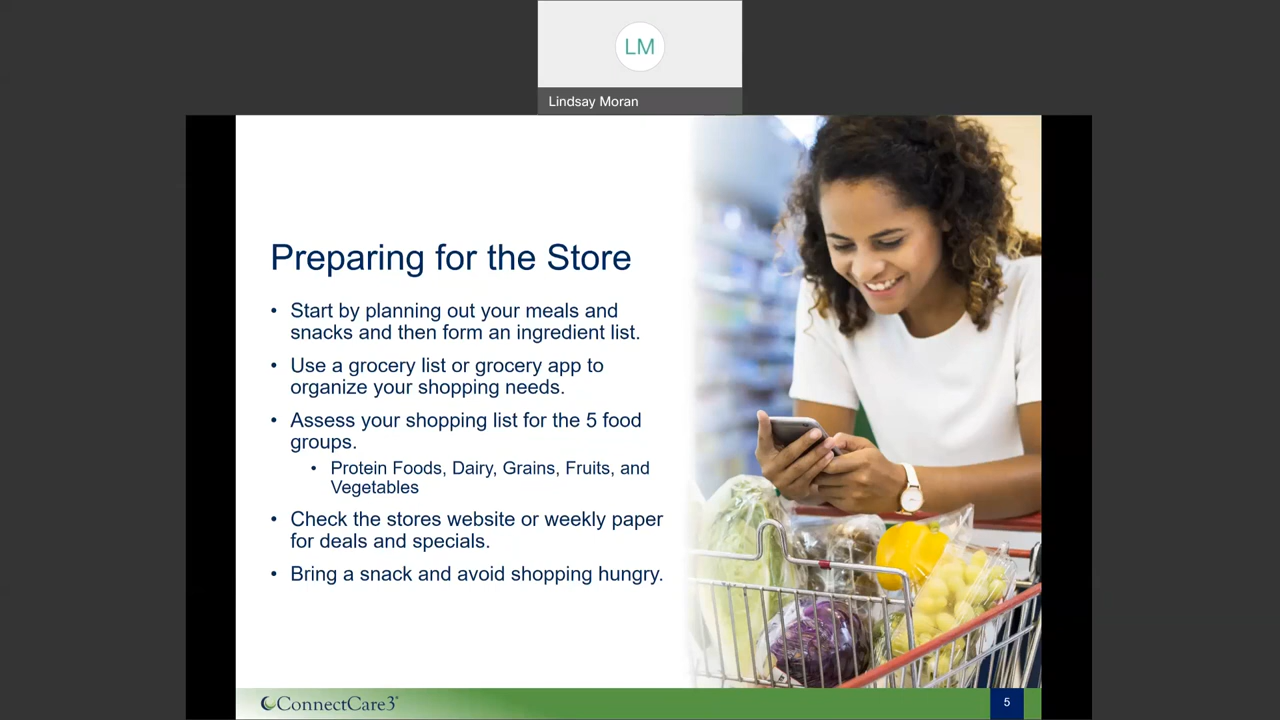 LM
Lindsay Moran
Preparing for the Store
• Start by planning out your meals and
snacks and then form an ingredient list.
• Use a grocery list or grocery app to
organize your shopping needs.
• Assess your shopping list for the 5 food
groups.
• Protein Foods, Dairy, Grains, Fruits, and
Vegetables
• Check the stores website or weekly paper
for deals and specials.
• Bring a snack and avoid shopping hungry.
ConnectCare3®
5